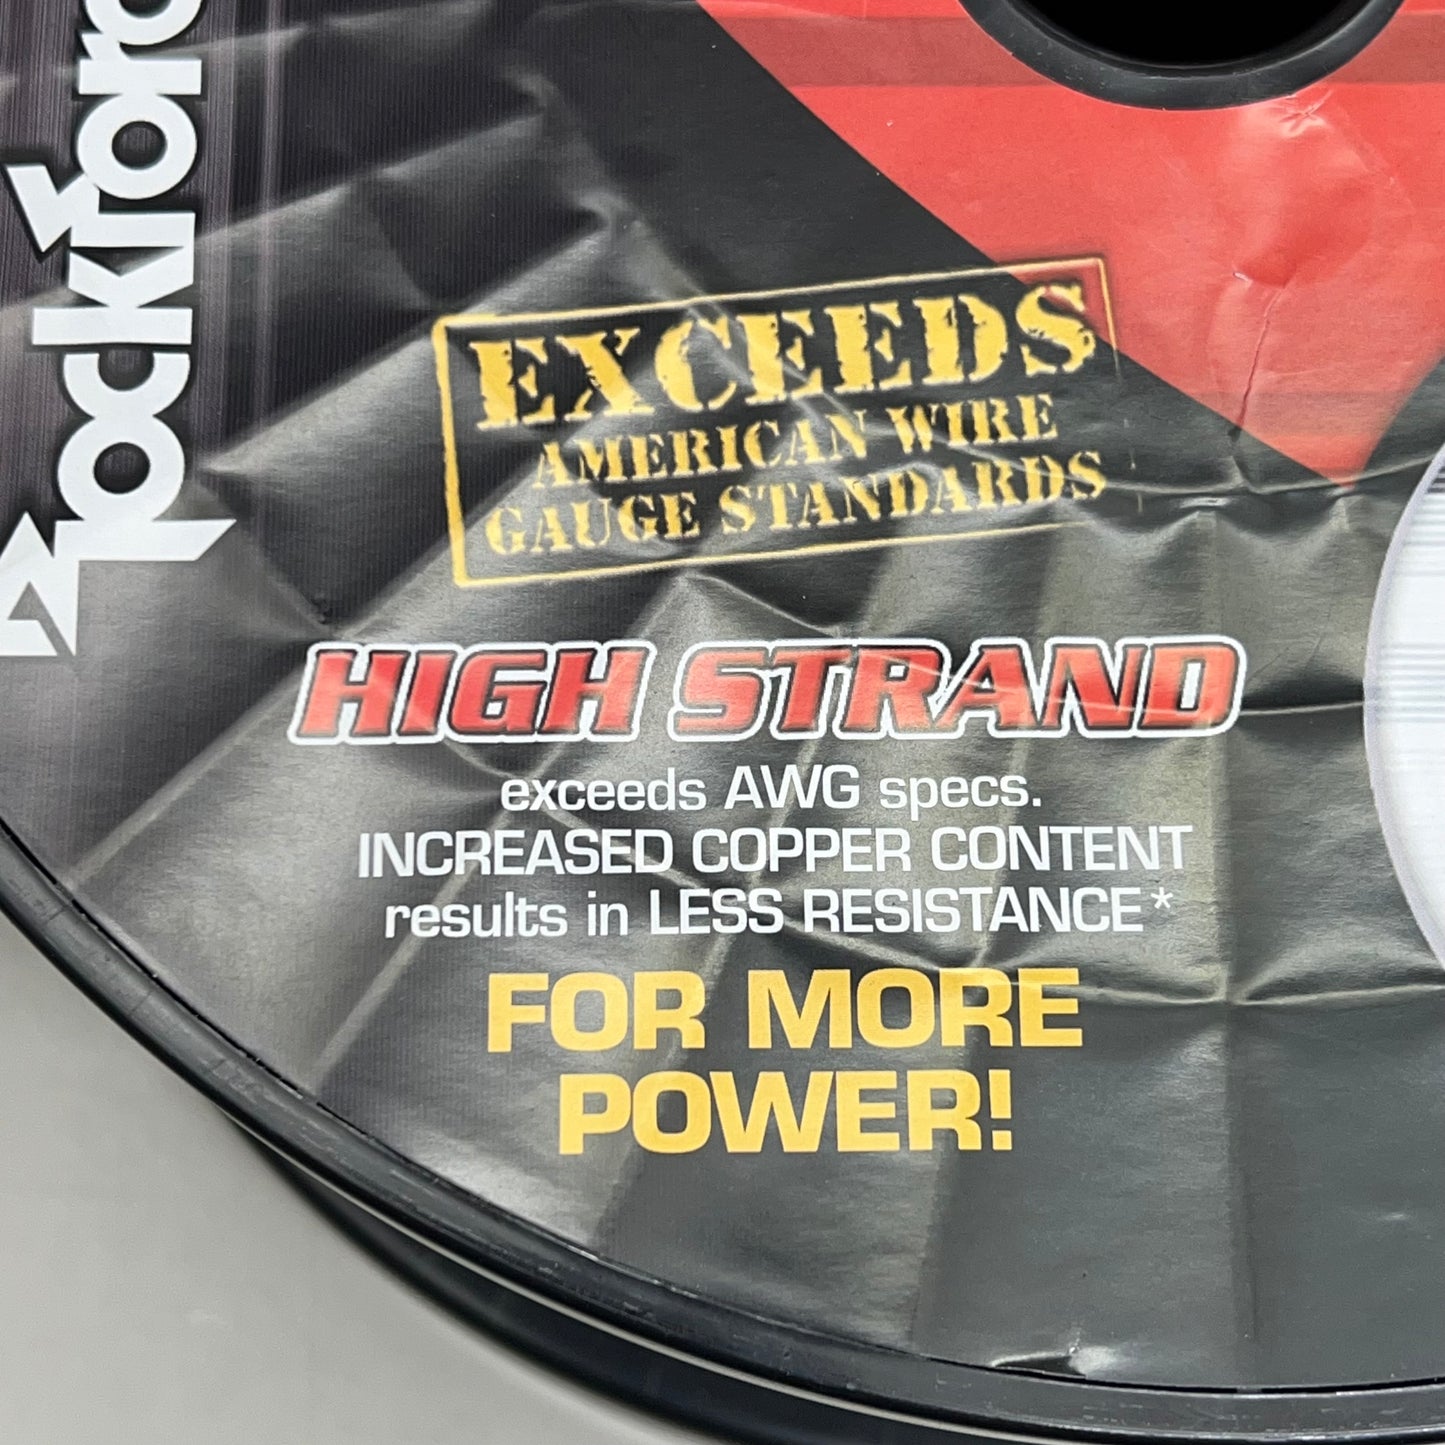 Rockford
EXCEEDS
AMERICAN WIRE
GAUGE STANDARDS
HIGH STRAND
exceeds AWG specs.
INCREASED COPPER CONTENT
results in LESS RESISTANCE*
FOR MORE
POWER!